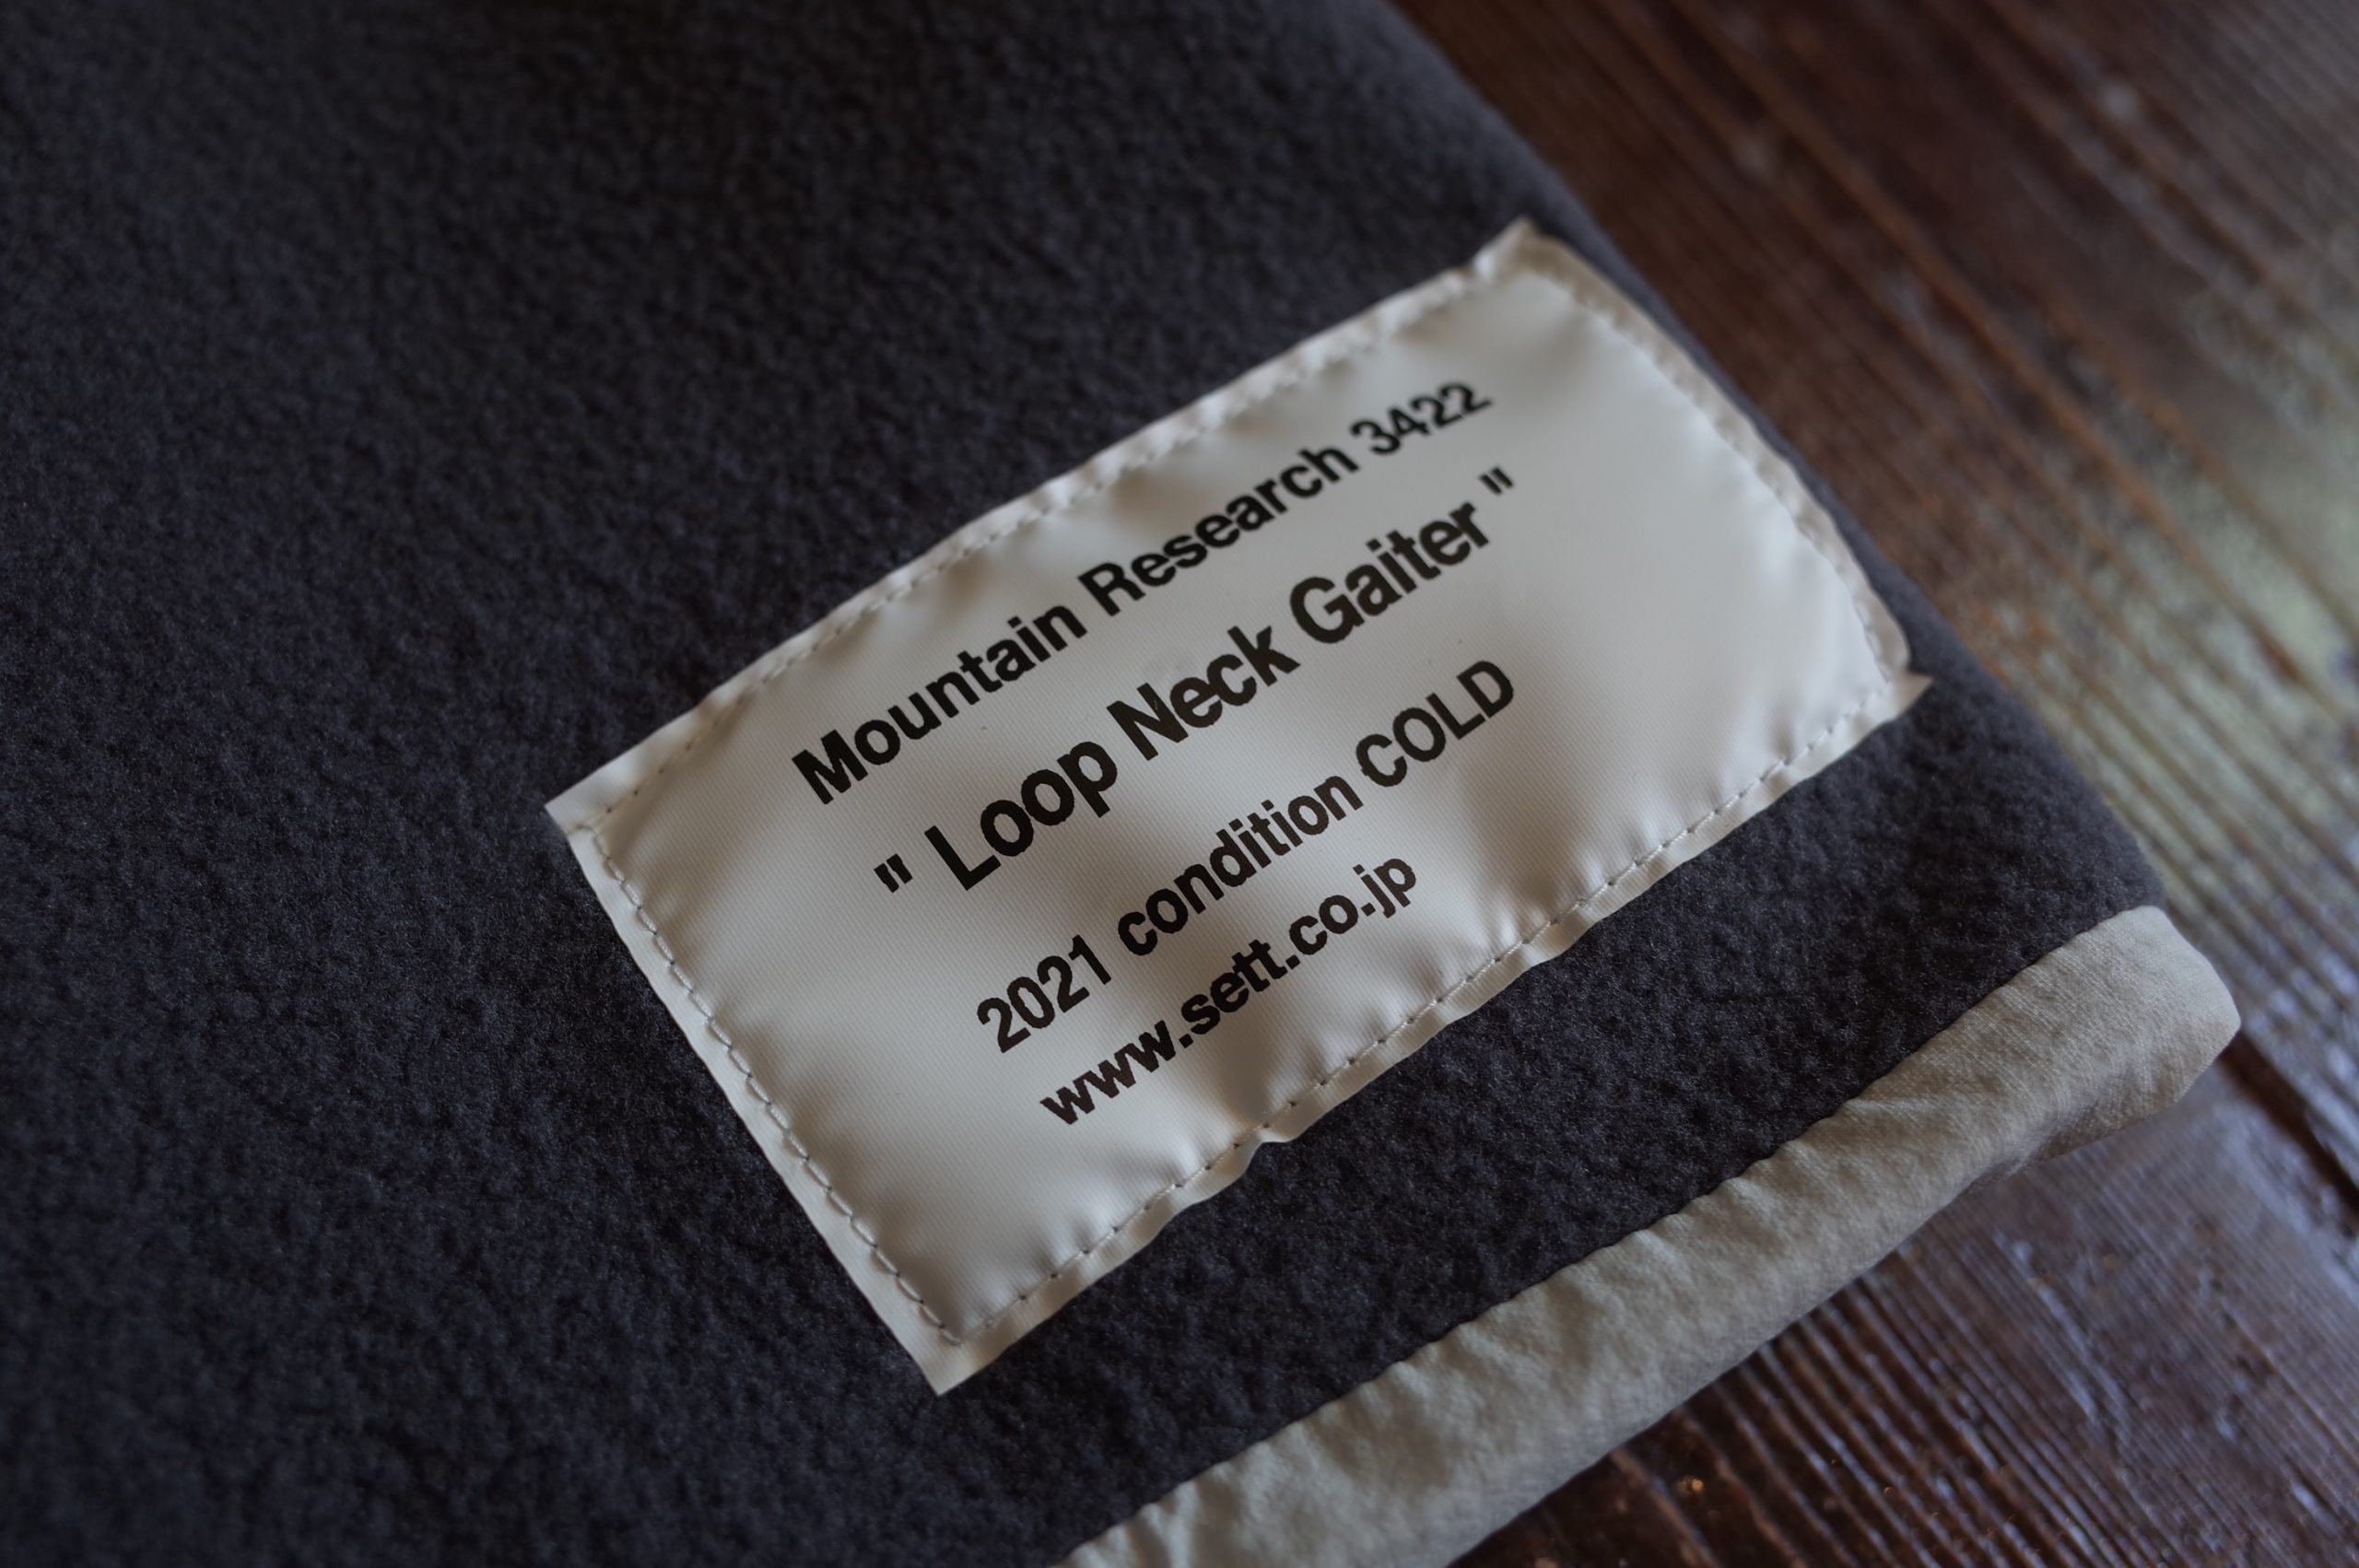 Mountain Research 3422
" Loop Neck Gaiter "
2021 condition COLD
www.sett.co.jp